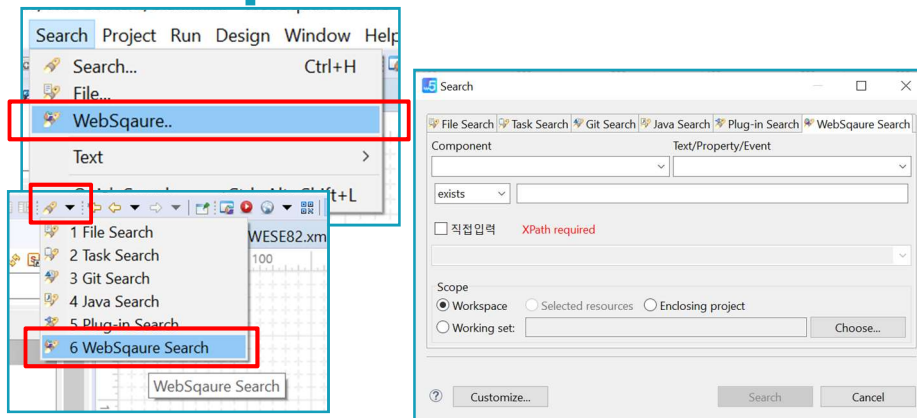 Search Project Run Design Window Help
Search... Ctrl+H
File...
WebSqaure..
Text
1 File Search
2 Task Search
3 Git Search
4 Java Search
5 Plug-in Search
6 WebSqaure Search
WESE82.xm
100
WebSqaure Search
Search
File Search Task Search Git Search Java Search Plug-in Search WebSqaure Search
Component Text/Property/Event
exists
직접입력 XPath required
Scope
Workspace Selected resources Enclosing project
Working set: Choose...
Customize... Search Cancel